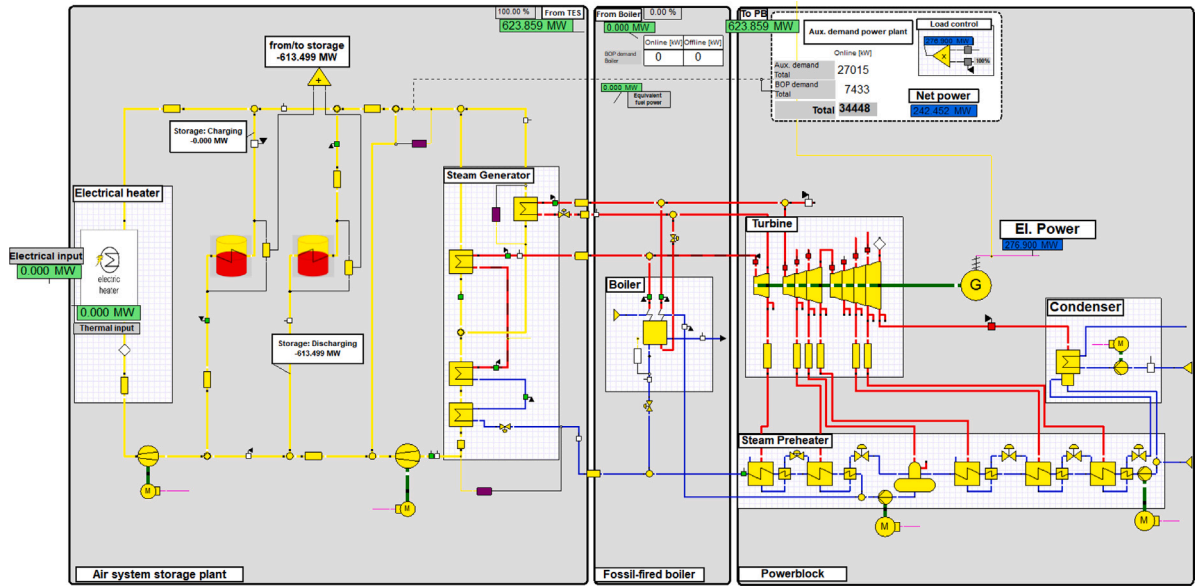 100.00 %
From TES
623.859 MW
From Boiler
0.00 %
0.000 MW
Online [kW]
Offline [kW]
BOP demand
Boiler
0
0
0.000 MW
Equivalent
fuel power
To PB
623.859 MW
Aux. demand power plant
Online [kW]
Aux. demand
Total
27015
BOP demand
Total
7433
Total
34448
Load control
276.900 MW
x
100%
Net power
242.452 MW
from/to storage
-613.499 MW
+
Storage: Charging
-0.000 MW
Electrical heater
Steam Generator
Electrical input
0.000 MW
electric
heater
0.000 MW
Thermal input
Storage: Discharging
-613.499 MW
Boiler
Turbine
G
El. Power
276.900 MW
Condenser
M
Steam Preheater
M
M
M
M
Air system storage plant
Fossil-fired boiler
Powerblock